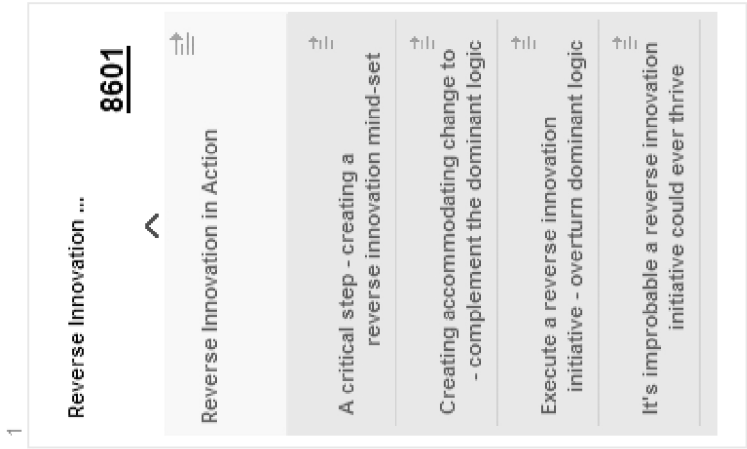 1
Reverse Innovation ...
8601
Reverse Innovation in Action
A critical step - creating a
reverse innovation mind-set
Creating accommodating change to
- complement the dominant logic
Execute a reverse innovation
initiative - overturn dominant logic
It's improbable a reverse innovation
initiative could ever thrive